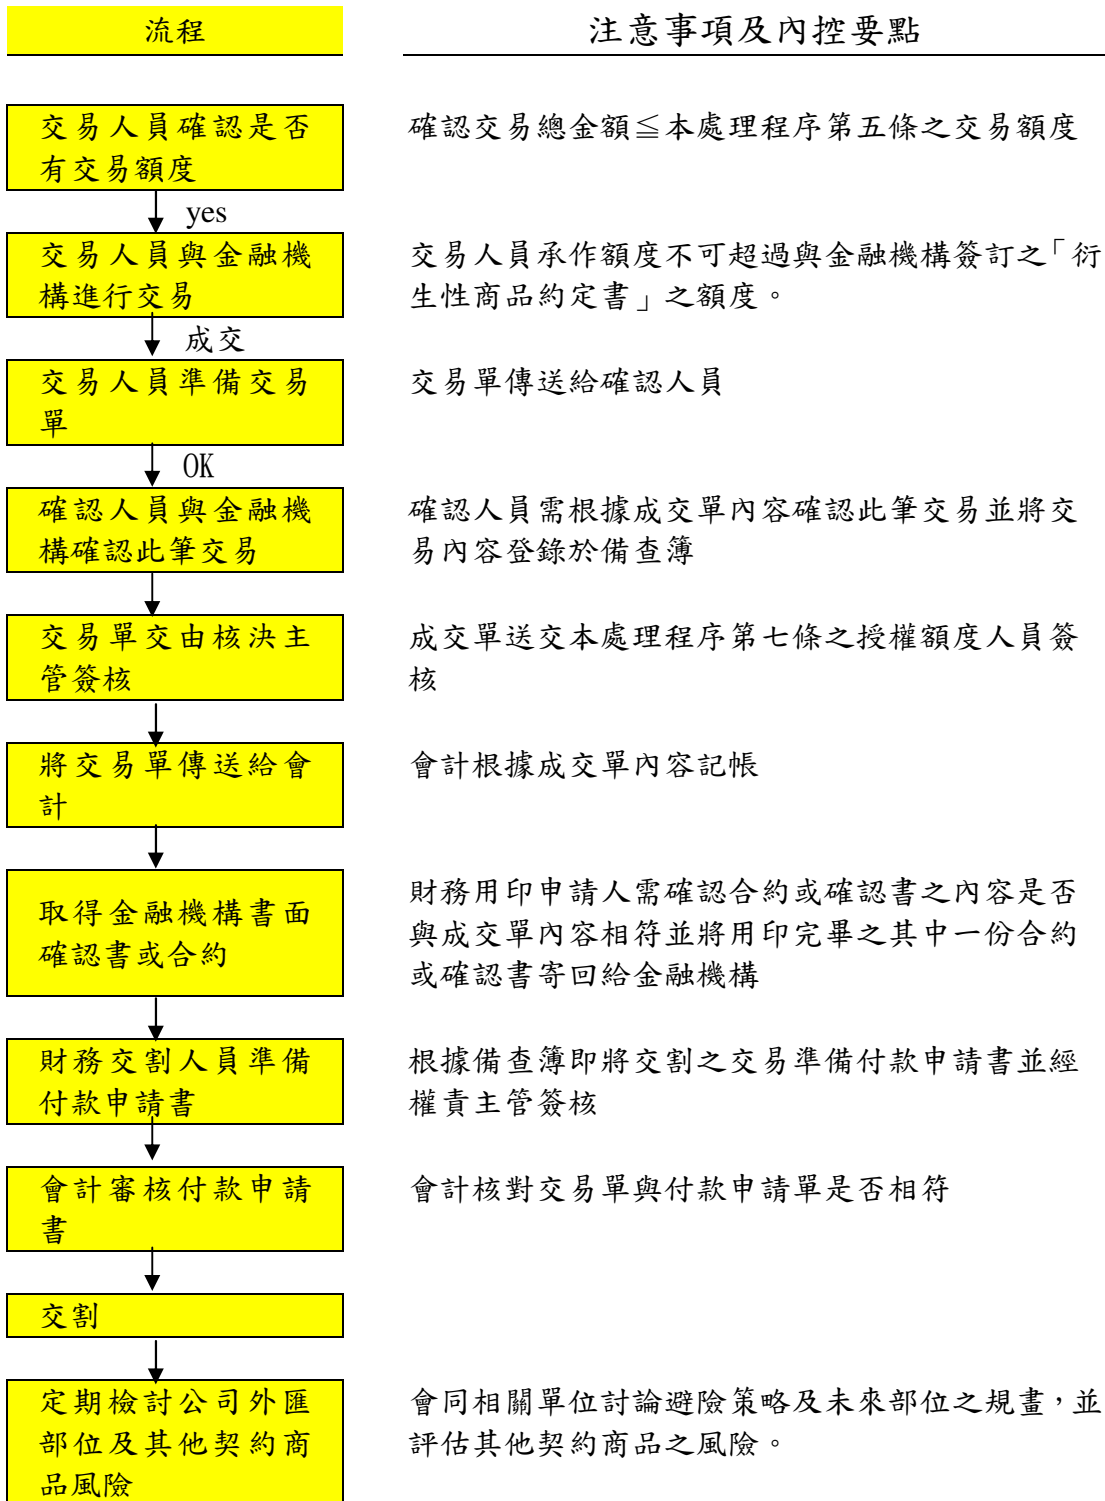 流程
注意事項及內控要點
交易人員確認是否
有交易額度
確認交易總金額≦本處理程序第五條之交易額度
yes
交易人員與金融機
構進行交易
交易人員承作額度不可超過與金融機構簽訂之「衍
生性商品約定書」之額度。
成交
交易人員準備交易
單
交易單傳送給確認人員
OK
確認人員與金融機
構確認此筆交易
確認人員需根據成交單內容確認此筆交易並將交
易內容登錄於備查簿
交易單交由核決主
管簽核
成交單送交本處理程序第七條之授權額度人員簽
核
將交易單傳送給會
計
會計根據成交單內容記帳
取得金融機構書面
確認書或合約
財務用印申請人需確認合約或確認書之內容是否
與成交單內容相符並將用印完畢之其中一份合約
或確認書寄回給金融機構
財務交割人員準備
付款申請書
根據備查簿即將交割之交易準備付款申請書並經
權責主管簽核
會計審核付款申請
書
會計核對交易單與付款申請單是否相符
交割
定期檢討公司外匯
部位及其他契約商
品風險
會同相關單位討論避險策略及未來部位之規畫，並
評估其他契約商品之風險。